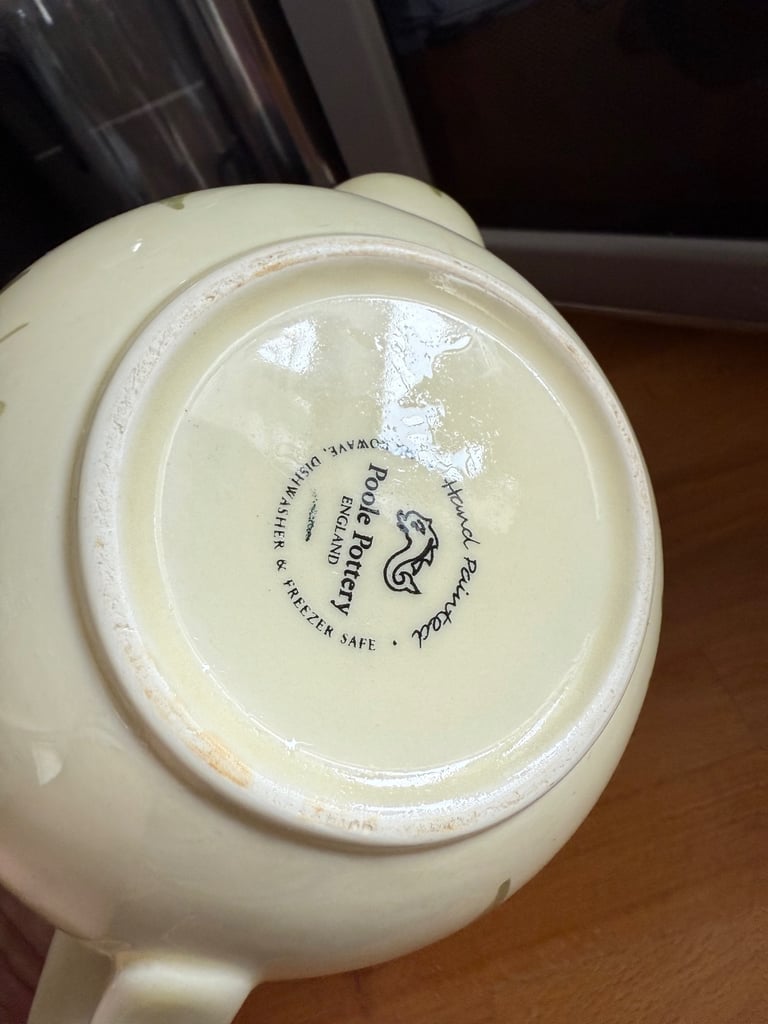 Hand Painted
Poole Pottery
ENGLAND
DISHWASHER & FREEZER SAFE